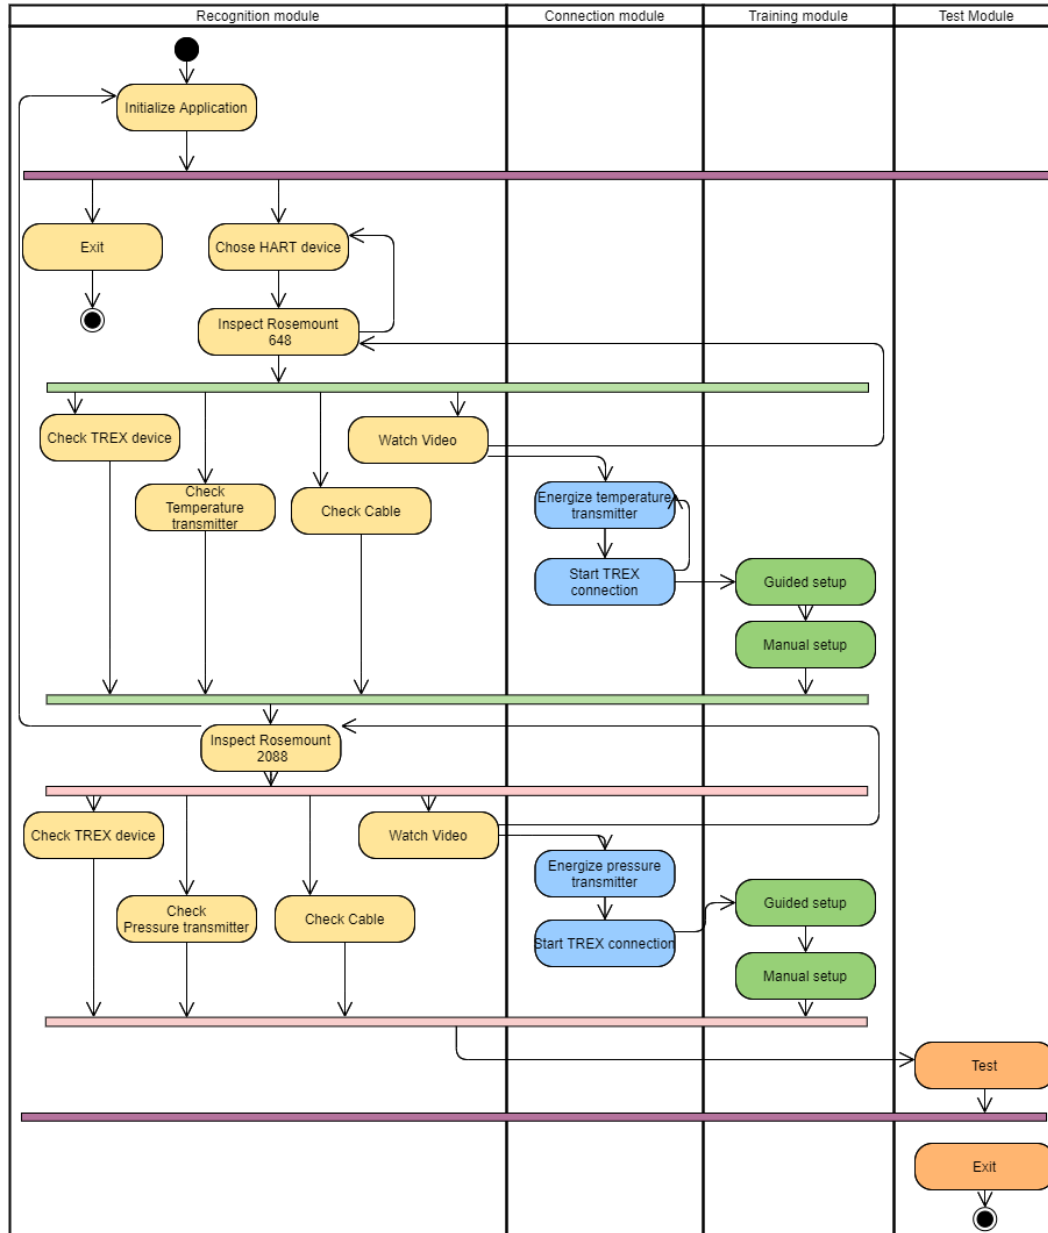 Recognition module
Connection module
Training module
Test Module
Initialize Application
Exit
Chose HART device
Inspect Rosemount
648
Check TREX device
Watch Video
Check
Temperature
transmitter
Check Cable
Energize temperature
transmitter
Start TREX
connection
Guided setup
Manual setup
Inspect Rosemount
2088
Check TREX device
Watch Video
Energize pressure
transmitter
Check
Pressure transmitter
Check Cable
Guided setup
Start TREX connection
Manual setup
Test
Exit